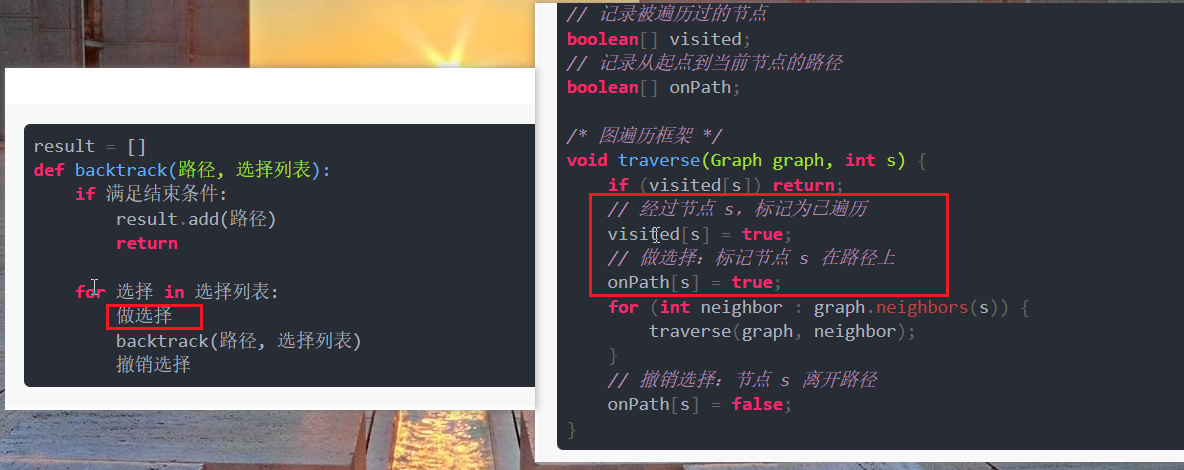 result = []
def backtrack(路径, 选择列表):
    if 满足结束条件:
        result.add(路径)
        return

    for 选择 in 选择列表:
        做选择
        backtrack(路径, 选择列表)
        撤销选择

// 记录被遍历过的节点
boolean[] visited;
// 记录从起点到当前节点的路径
boolean[] onPath;

/* 图遍历框架 */
void traverse(Graph graph, int s) {
    if (visited[s]) return;
    // 经过节点 s，标记为已遍历
    visited[s] = true;
    // 做选择：标记节点 s 在路径上
    onPath[s] = true;
    for (int neighbor : graph.neighbors(s)) {
        traverse(graph, neighbor);
    }
    // 撤销选择：节点 s 离开路径
    onPath[s] = false;
}